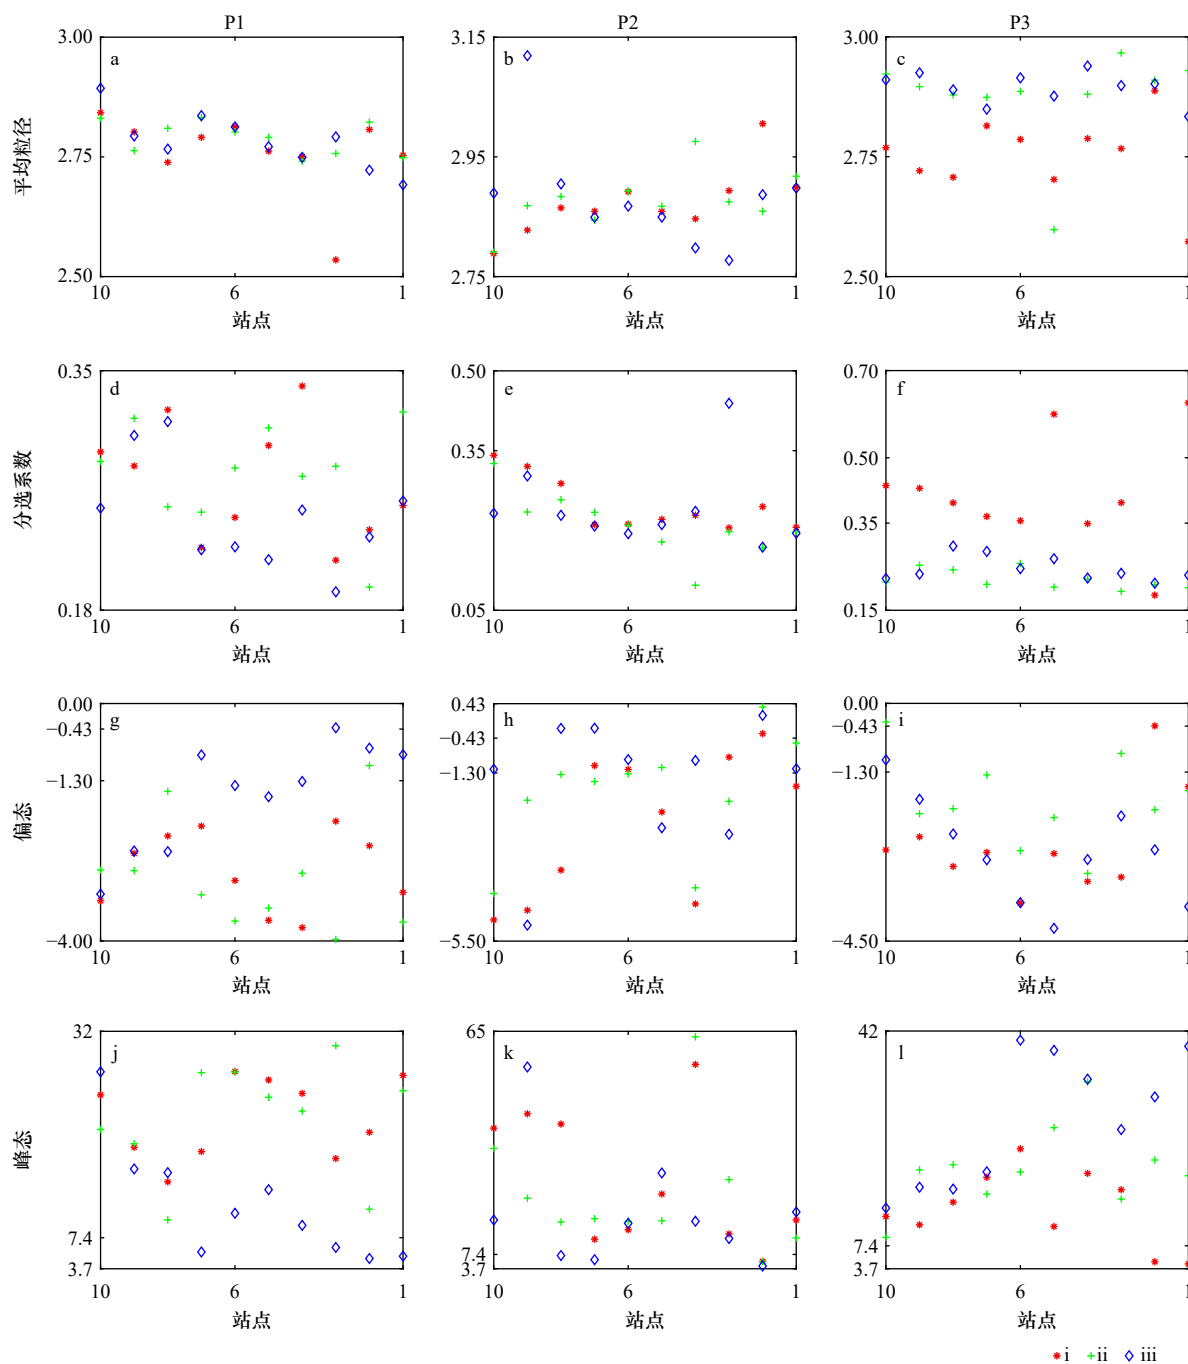 P1 P2 P3
平均粒径
a
3.00
2.75
2.50
10 6 1
站点
b
3.15
2.95
2.75
10 6 1
站点
c
3.00
2.75
2.50
10 6 1
站点
分选系数
d
0.35
0.18
10 6 1
站点
e
0.50
0.35
0.05
10 6 1
站点
f
0.70
0.50
0.35
0.15
10 6 1
站点
偏态
g
0.00
−0.43
−1.30
−4.00
10 6 1
站点
h
0.43
−0.43
−1.30
−5.50
10 6 1
站点
i
0.00
−0.43
−1.30
−4.50
10 6 1
站点
峰态
j
32
7.4
3.7
10 6 1
站点
k
65
7.4
3.7
10 6 1
站点
l
42
7.4
3.7
10 6 1
站点
i ii iii